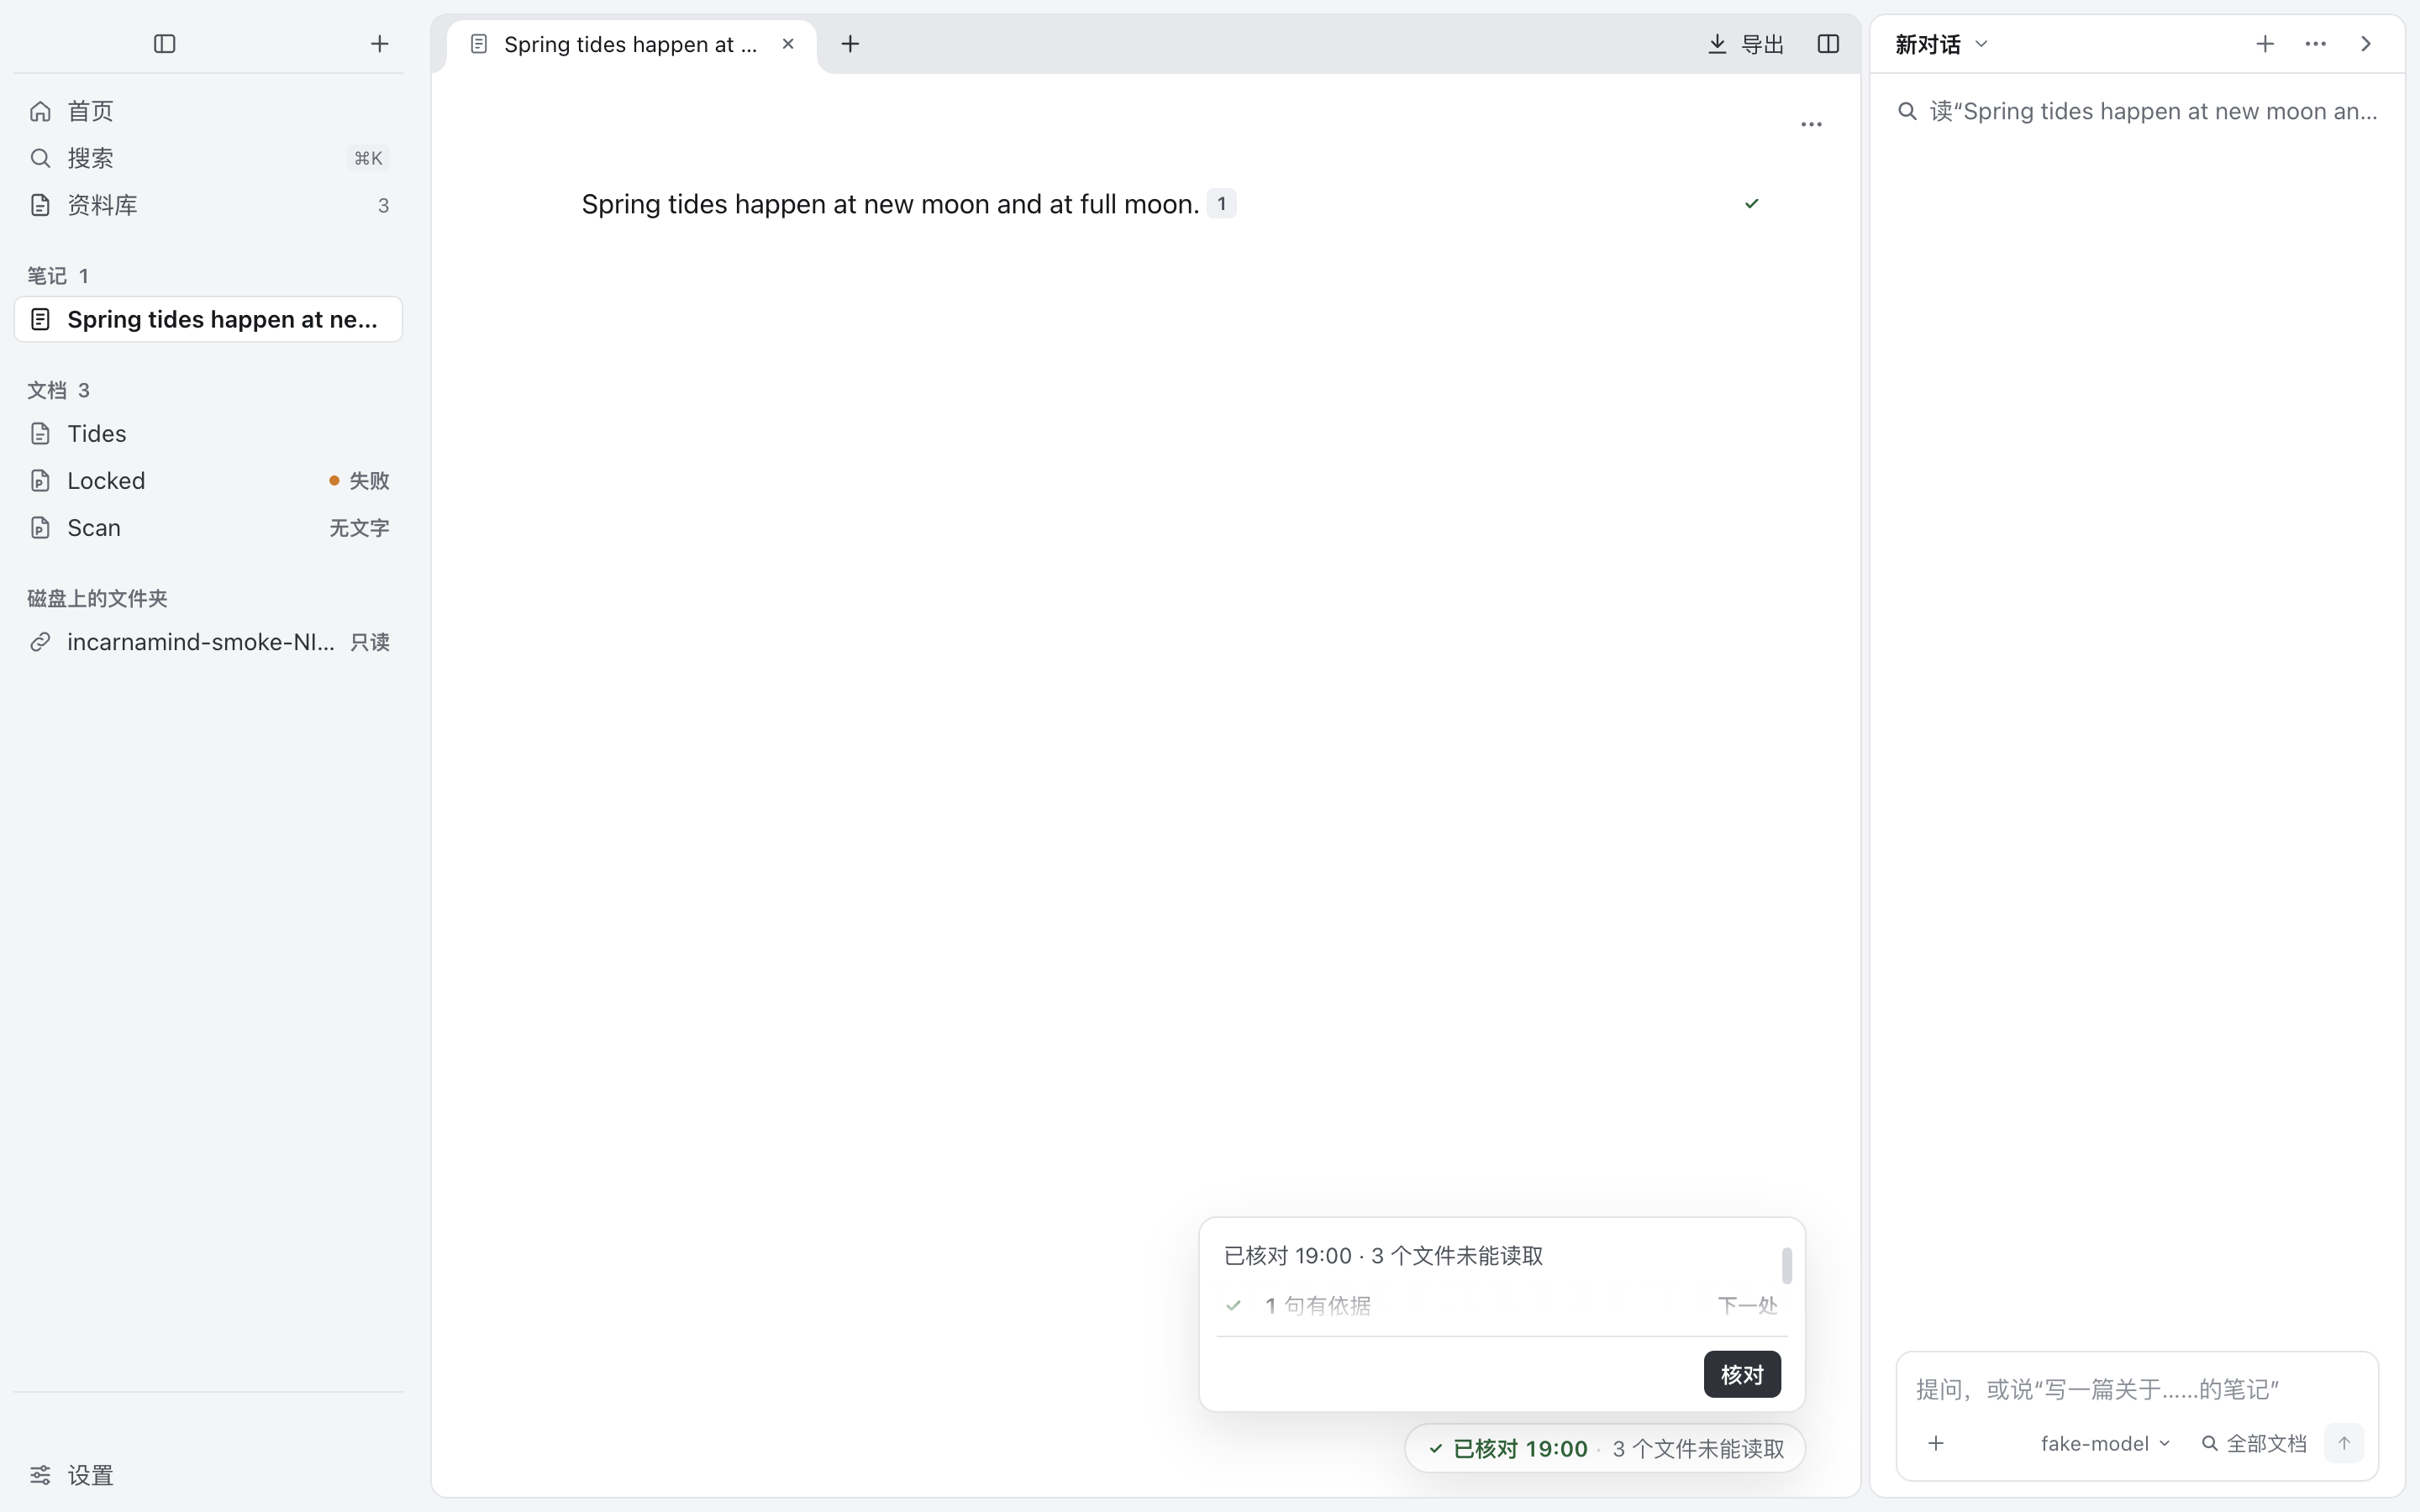 首页
搜索 ⌘K
资料库 3
笔记 1
Spring tides happen at ne...
文档 3
Tides
Locked 失败
Scan 无文字
磁盘上的文件夹
incarnamind-smoke-NI... 只读
设置
Spring tides happen at ...
导出
Spring tides happen at new moon and at full moon. 1
已核对 19:00 · 3 个文件未能读取
1 句有依据 下一处
核对
已核对 19:00 · 3 个文件未能读取
新对话
读“Spring tides happen at new moon an...
提问，或说“写一篇关于……的笔记”
fake-model 全部文档